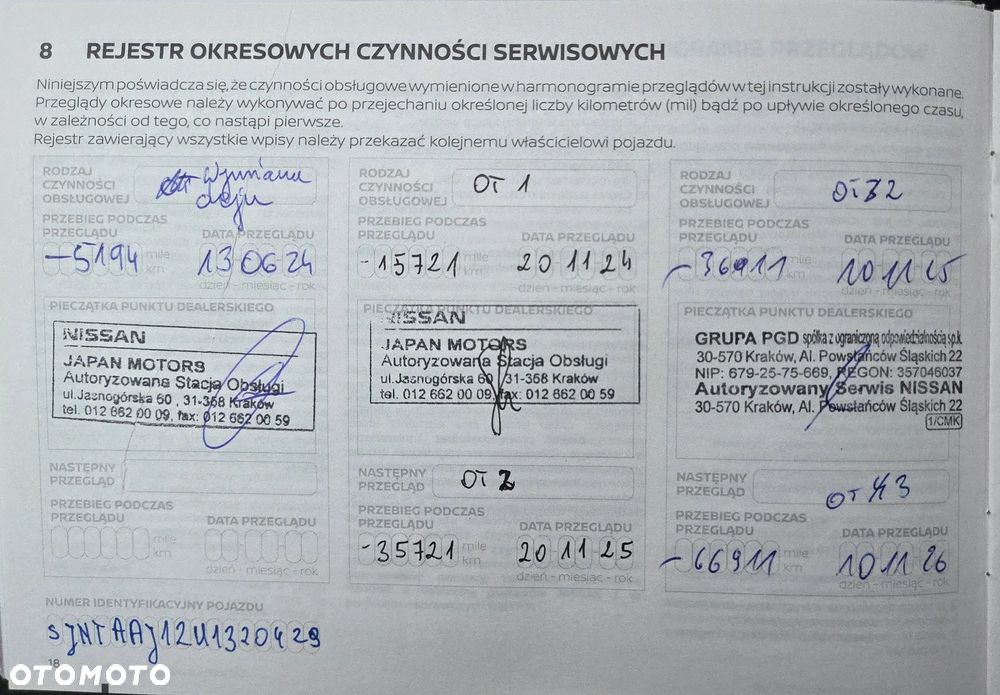 8 REJESTR OKRESOWYCH CZYNNOŚCI SERWISOWYCH
Niniejszym poświadcza się, że czynności obsługowe wymienione w harmonogramie przeglądów w tej instrukcji zostały wykonane.
Przeglądy okresowe należy wykonywać po przejechaniu określonej liczby kilometrów (mil) bądź po upływie określonego czasu,
w zależności od tego, co nastąpi pierwsze.
Rejestr zawierający wszystkie wpisy należy przekazać kolejnemu właścicielowi pojazdu.
RODZAJ
CZYNNOŚCI
OBSŁUGOWEJ
Wymiana
oleju
PRZEBIEG PODCZAS
PRZEGLĄDU
DATA PRZEGLĄDU
-5194 mile
km
13 06 24
dzień - miesiąc - rok
PIECZĄTKA PUNKTU DEALERSKIEGO
NISSAN
JAPAN MOTORS
Autoryzowana Stacja Obsługi
ul.Jasnogórska 60 , 31-358 Kraków
tel. 012 662 00 09, fax: 012 662 00 59
NASTĘPNY
PRZEGLĄD
PRZEBIEG PODCZAS
PRZEGLĄDU
DATA PRZEGLĄDU
mile
km
dzień - miesiąc - rok
RODZAJ
CZYNNOŚCI
OBSŁUGOWEJ
OT 1
PRZEBIEG PODCZAS
PRZEGLĄDU
DATA PRZEGLĄDU
-15721 mile
km
20 11 24
dzień - miesiąc - rok
PIECZĄTKA PUNKTU DEALERSKIEGO
NISSAN
JAPAN MOTORS
Autoryzowana Stacja Obsługi
ul.Jasnogórska 60 , 31-358 Kraków
tel. 012 662 00 09, fax: 012 662 00 59
NASTĘPNY
PRZEGLĄD
OT 2
PRZEBIEG PODCZAS
PRZEGLĄDU
DATA PRZEGLĄDU
-35721 mile
km
20 11 25
dzień - miesiąc - rok
RODZAJ
CZYNNOŚCI
OBSŁUGOWEJ
OT 2
PRZEBIEG PODCZAS
PRZEGLĄDU
DATA PRZEGLĄDU
-36911 mile
km
10 11 25
dzień - miesiąc - rok
PIECZĄTKA PUNKTU DEALERSKIEGO
GRUPA PGD spółka z ograniczoną odpowiedzialnością sp.k
30-570 Kraków, Al. Powstańców Śląskich 22
NIP: 679-25-75-669, REGON: 357046037
Autoryzowany Serwis NISSAN
30-570 Kraków, Al. Powstańców Śląskich 22
1/CMK
NASTĘPNY
PRZEGLĄD
OT 3
PRZEBIEG PODCZAS
PRZEGLĄDU
DATA PRZEGLĄDU
-66911 mile
km
10 11 26
dzień - miesiąc - rok
NUMER IDENTYFIKACYJNY POJAZDU
SJNTAAJ12U1320429
18
OTOMOTO